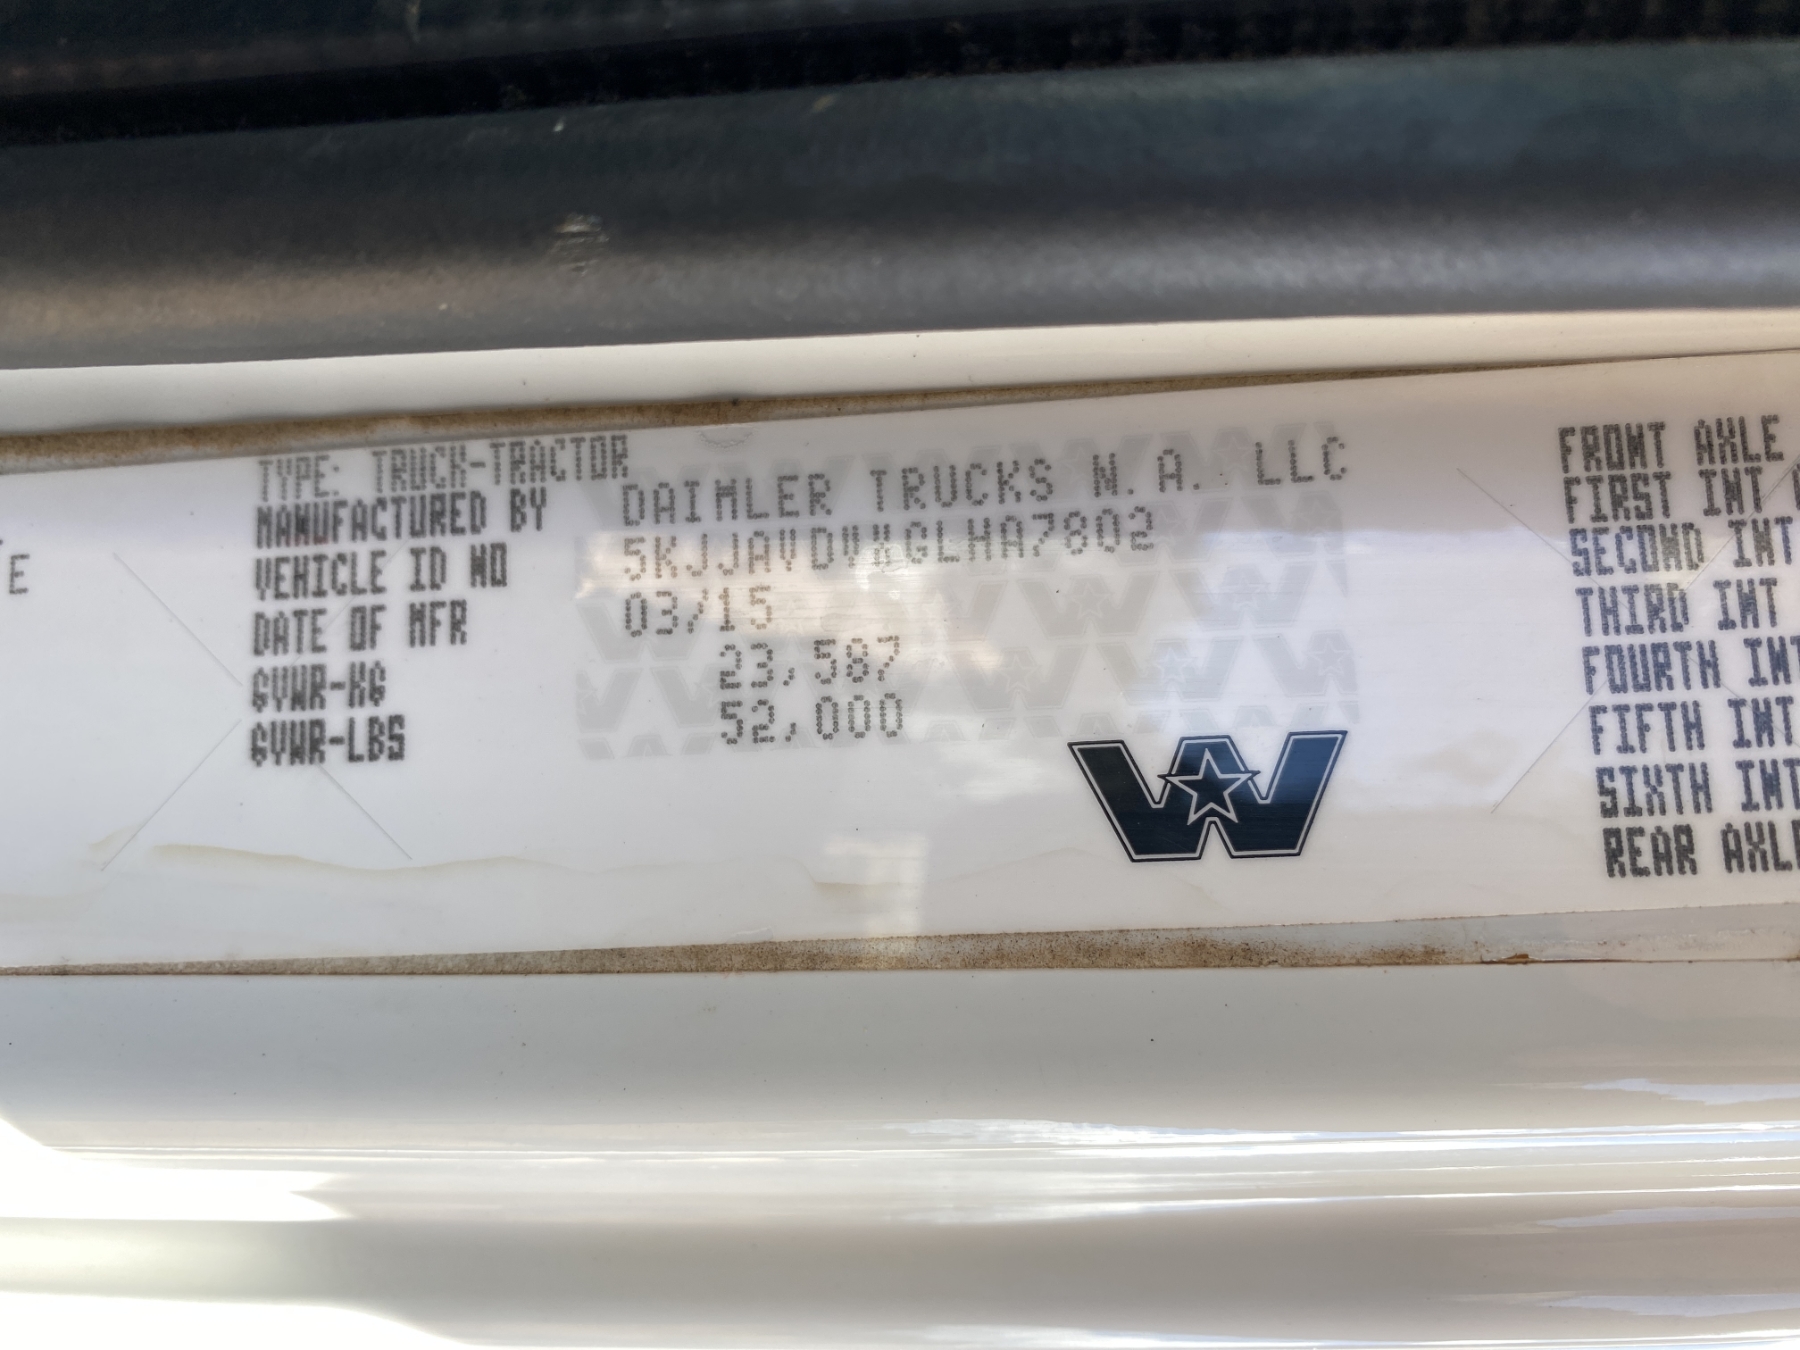 E
TYPE: TRUCK-TRACTOR
MANUFACTURED BY DAIMLER TRUCKS N.A. LLC
VEHICLE ID NO 5KJJAVDVXGLHA7802
DATE OF MFR 03/15
GVWR-KG 23,587
GVWR-LBS 52,000
W
FRONT AXLE
FIRST INT
SECOND INT
THIRD INT
FOURTH INT
FIFTH INT
SIXTH INT
REAR AXLE